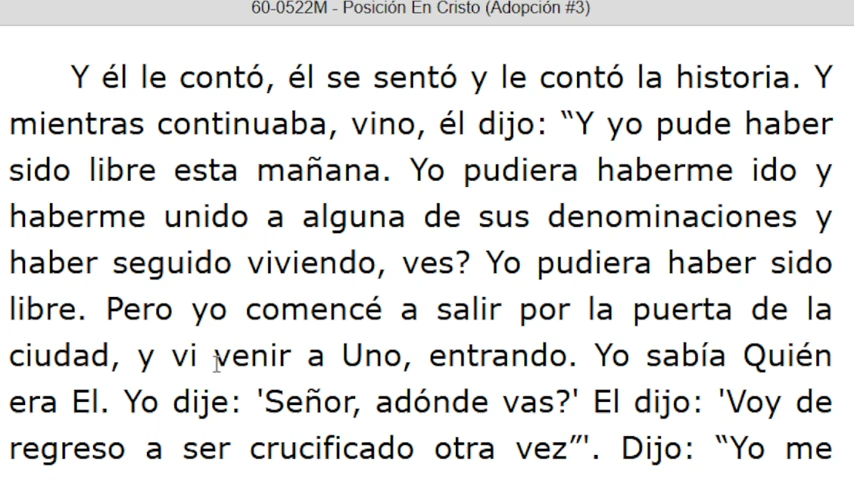 60-0522M - Posición En Cristo (Adopción #3)
Y él le contó, él se sentó y le contó la historia. Y
mientras continuaba, vino, él dijo: “Y yo pude haber
sido libre esta mañana. Yo pudiera haberme ido y
haberme unido a alguna de sus denominaciones y
haber seguido viviendo, ves? Yo pudiera haber sido
libre. Pero yo comencé a salir por la puerta de la
ciudad, y vi venir a Uno, entrando. Yo sabía Quién
era El. Yo dije: 'Señor, adónde vas?' El dijo: 'Voy de
regreso a ser crucificado otra vez”'. Dijo: “Yo me